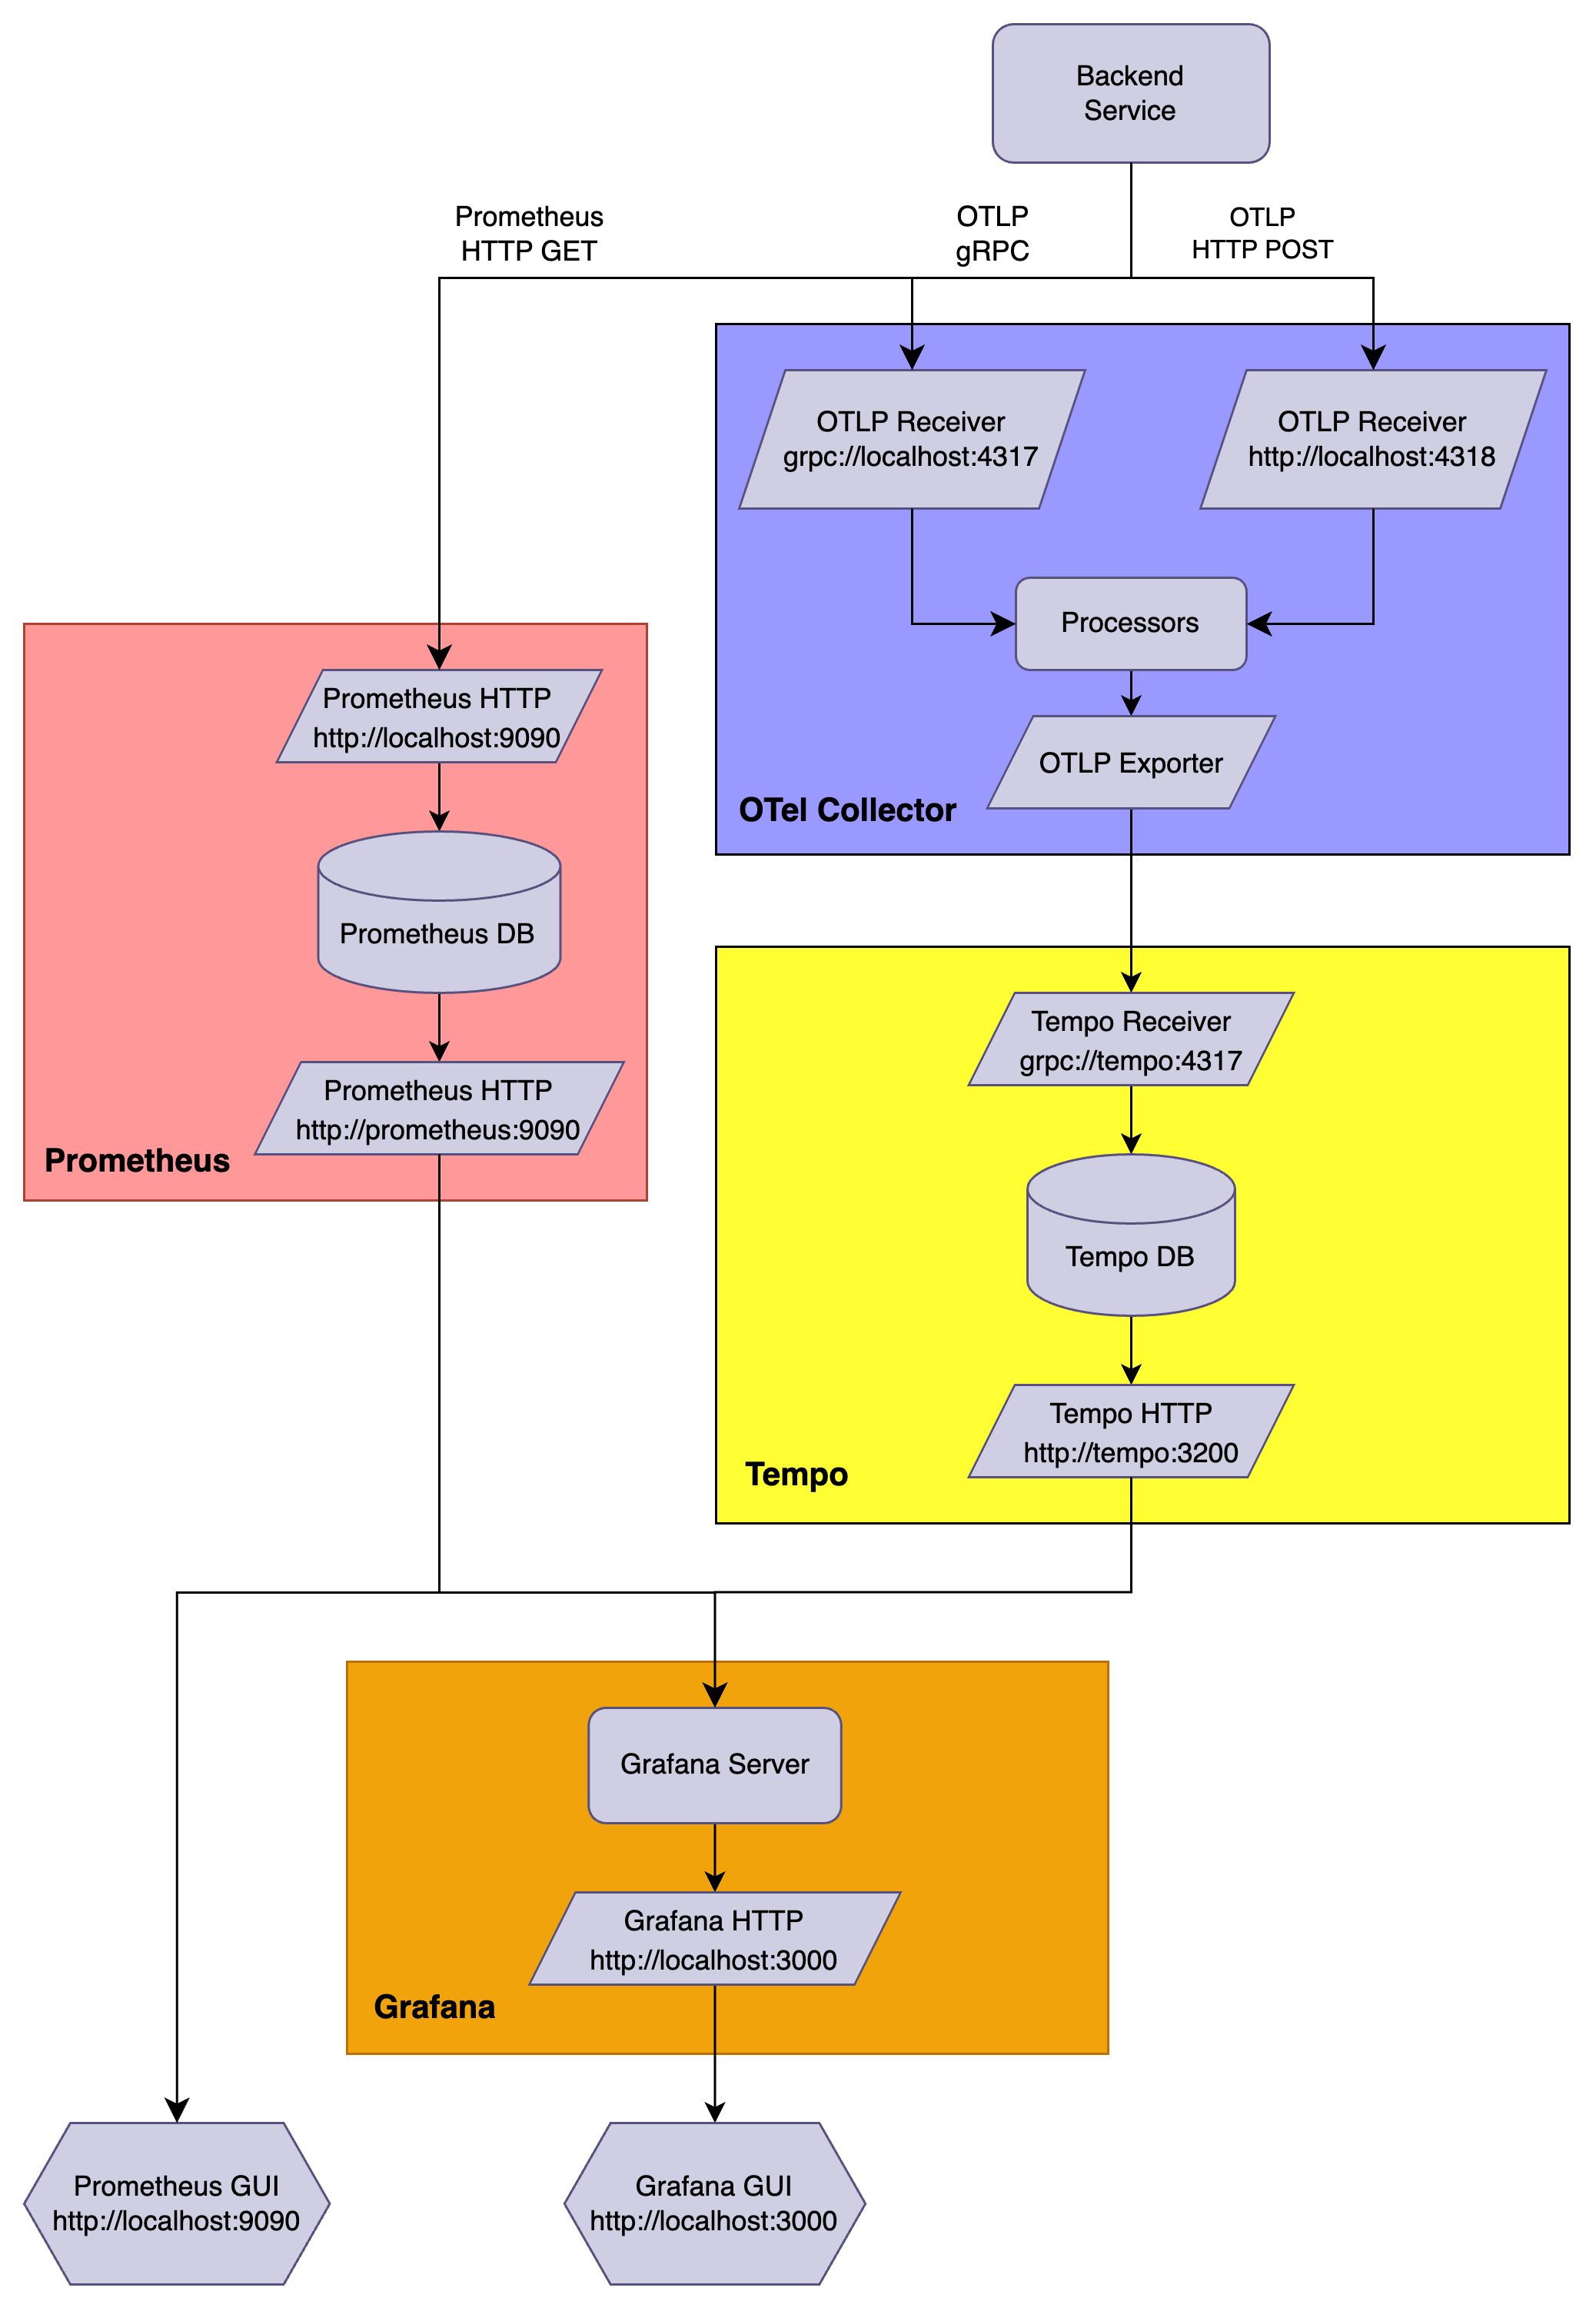 Backend
Service
Prometheus
HTTP GET
OTLP
gRPC
OTLP
HTTP POST
OTLP Receiver
grpc://localhost:4317
OTLP Receiver
http://localhost:4318
Processors
OTLP Exporter
OTel Collector
Prometheus HTTP
http://localhost:9090
Prometheus DB
Prometheus HTTP
http://prometheus:9090
Prometheus
Tempo Receiver
grpc://tempo:4317
Tempo DB
Tempo HTTP
http://tempo:3200
Tempo
Grafana Server
Grafana HTTP
http://localhost:3000
Grafana
Prometheus GUI
http://localhost:9090
Grafana GUI
http://localhost:3000